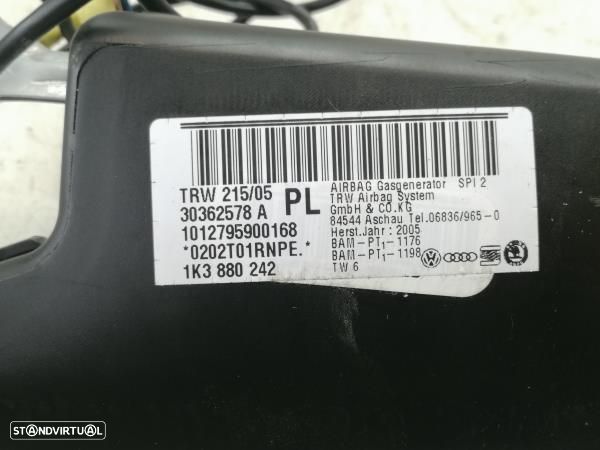 TRW 215/05
30362578 A
1012795900168
*0202T01RNPE.*
1K3 880 242
PL
AIRBAG Gasgenerator SPI 2
TRW Airbag System
GmbH & CO.KG
84544 Aschau Tel.06836/965-0
Herst.Jahr: 2005
BAM-PT1-1176
BAM-PT1-1198
TW 6
STANDVIRTUAL